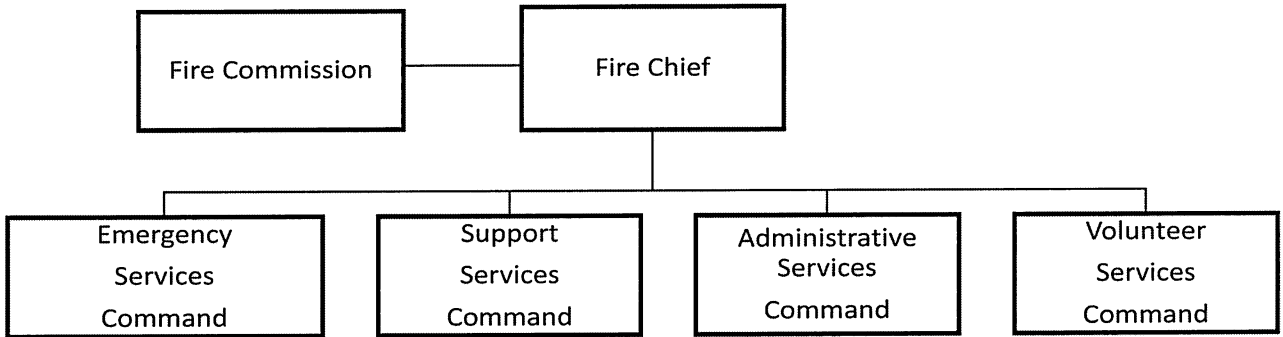 Fire Commission
Fire Chief
Emergency
Services
Command
Support
Services
Command
Administrative
Services
Command
Volunteer
Services
Command